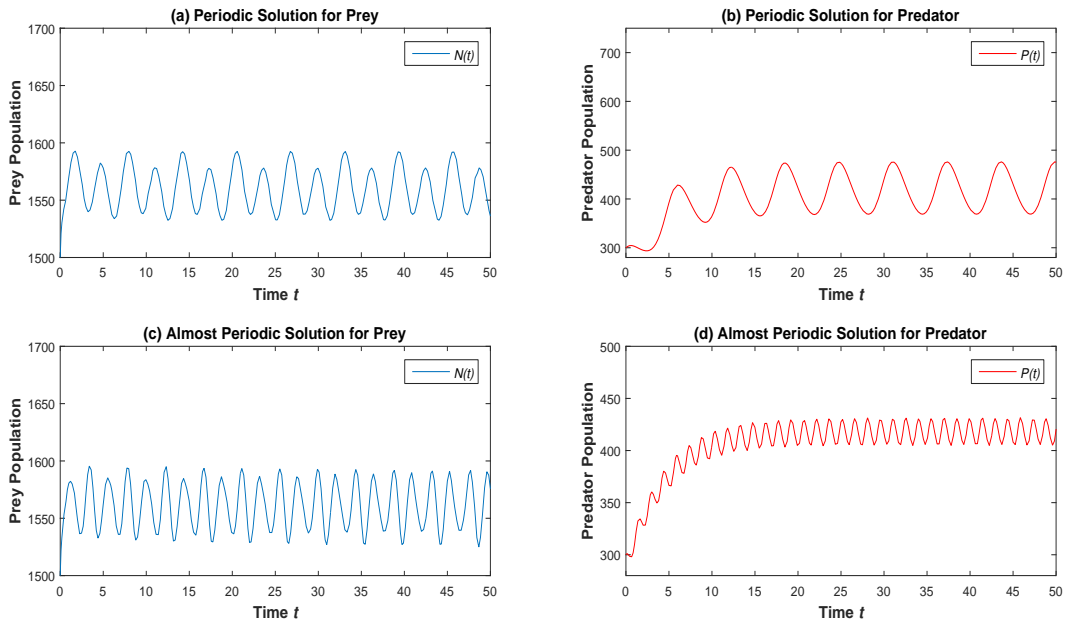 (a) Periodic Solution for Prey
1700
1650
1600
1550
1500
Prey Population
N(t)
0 5 10 15 20 25 30 35 40 45 50
Time t
(b) Periodic Solution for Predator
700
600
500
400
300
Predator Population
P(t)
0 5 10 15 20 25 30 35 40 45 50
Time t
(c) Almost Periodic Solution for Prey
1700
1650
1600
1550
1500
Prey Population
N(t)
0 5 10 15 20 25 30 35 40 45 50
Time t
(d) Almost Periodic Solution for Predator
500
450
400
350
300
Predator Population
P(t)
0 5 10 15 20 25 30 35 40 45 50
Time t